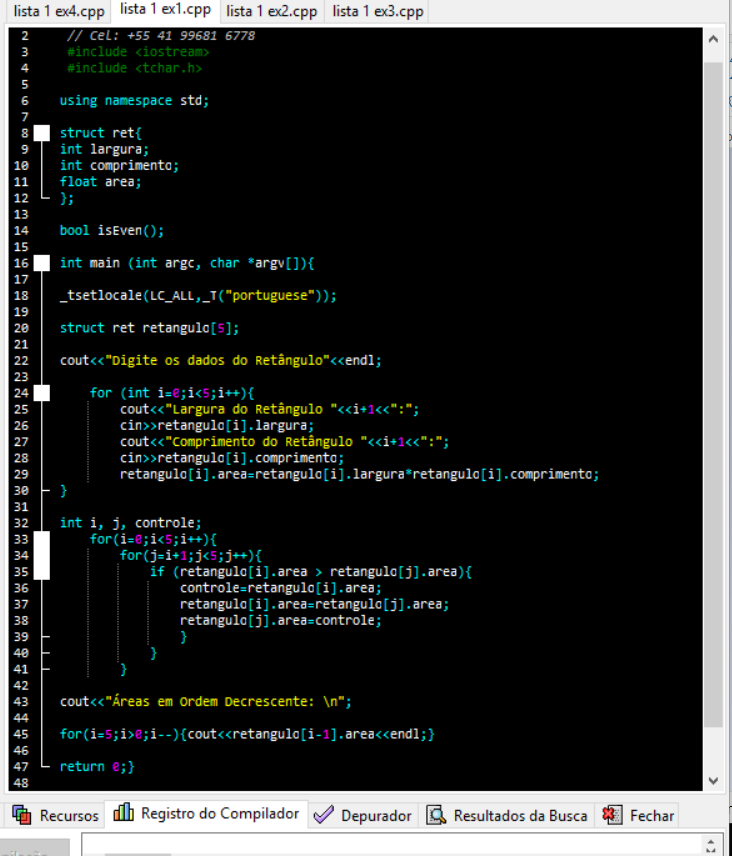 lista 1 ex4.cpp lista 1 ex1.cpp lista 1 ex2.cpp lista 1 ex3.cpp
2 // Cel: +55 41 99681 6778
3 #include <iostream>
4 #include <tchar.h>
5
6 using namespace std;
7
8 struct ret{
9 int largura;
10 int comprimento;
11 float area;
12 };
13
14 bool isEven();
15
16 int main (int argc, char *argv[]){
17
18 _tsetlocale(LC_ALL,_T("portuguese"));
19
20 struct ret retangulo[5];
21
22 cout<<"Digite os dados do Retângulo"<<endl;
23
24 for (int i=0;i<5;i++){
25 cout<<"Largura do Retângulo "<<i+1<<":";
26 cin>>retangulo[i].largura;
27 cout<<"Comprimento do Retângulo "<<i+1<<":";
28 cin>>retangulo[i].comprimento;
29 retangulo[i].area=retangulo[i].largura*retangulo[i].comprimento;
30 }
31
32 int i, j, controle;
33 for(i=0;i<5;i++){
34 for(j=i+1;j<5;j++){
35 if (retangulo[i].area > retangulo[j].area){
36 controle=retangulo[i].area;
37 retangulo[i].area=retangulo[j].area;
38 retangulo[j].area=controle;
39 }
40 }
41 }
42
43 cout<<"Áreas em Ordem Decrescente: \n";
44
45 for(i=5;i>0;i--){cout<<retangulo[i-1].area<<endl;}
46
47 return 0;}
48
Recursos Registro do Compilador Depurador Resultados da Busca Fechar